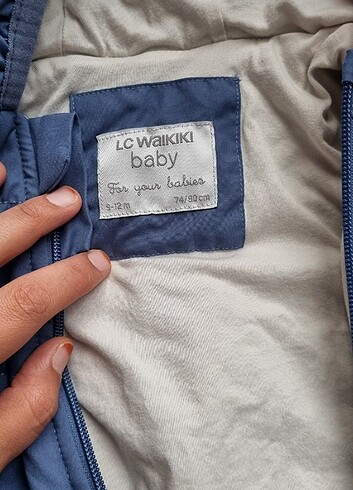 LC WAIKIKI
baby
For your babies
9-12 m 74/80 cm